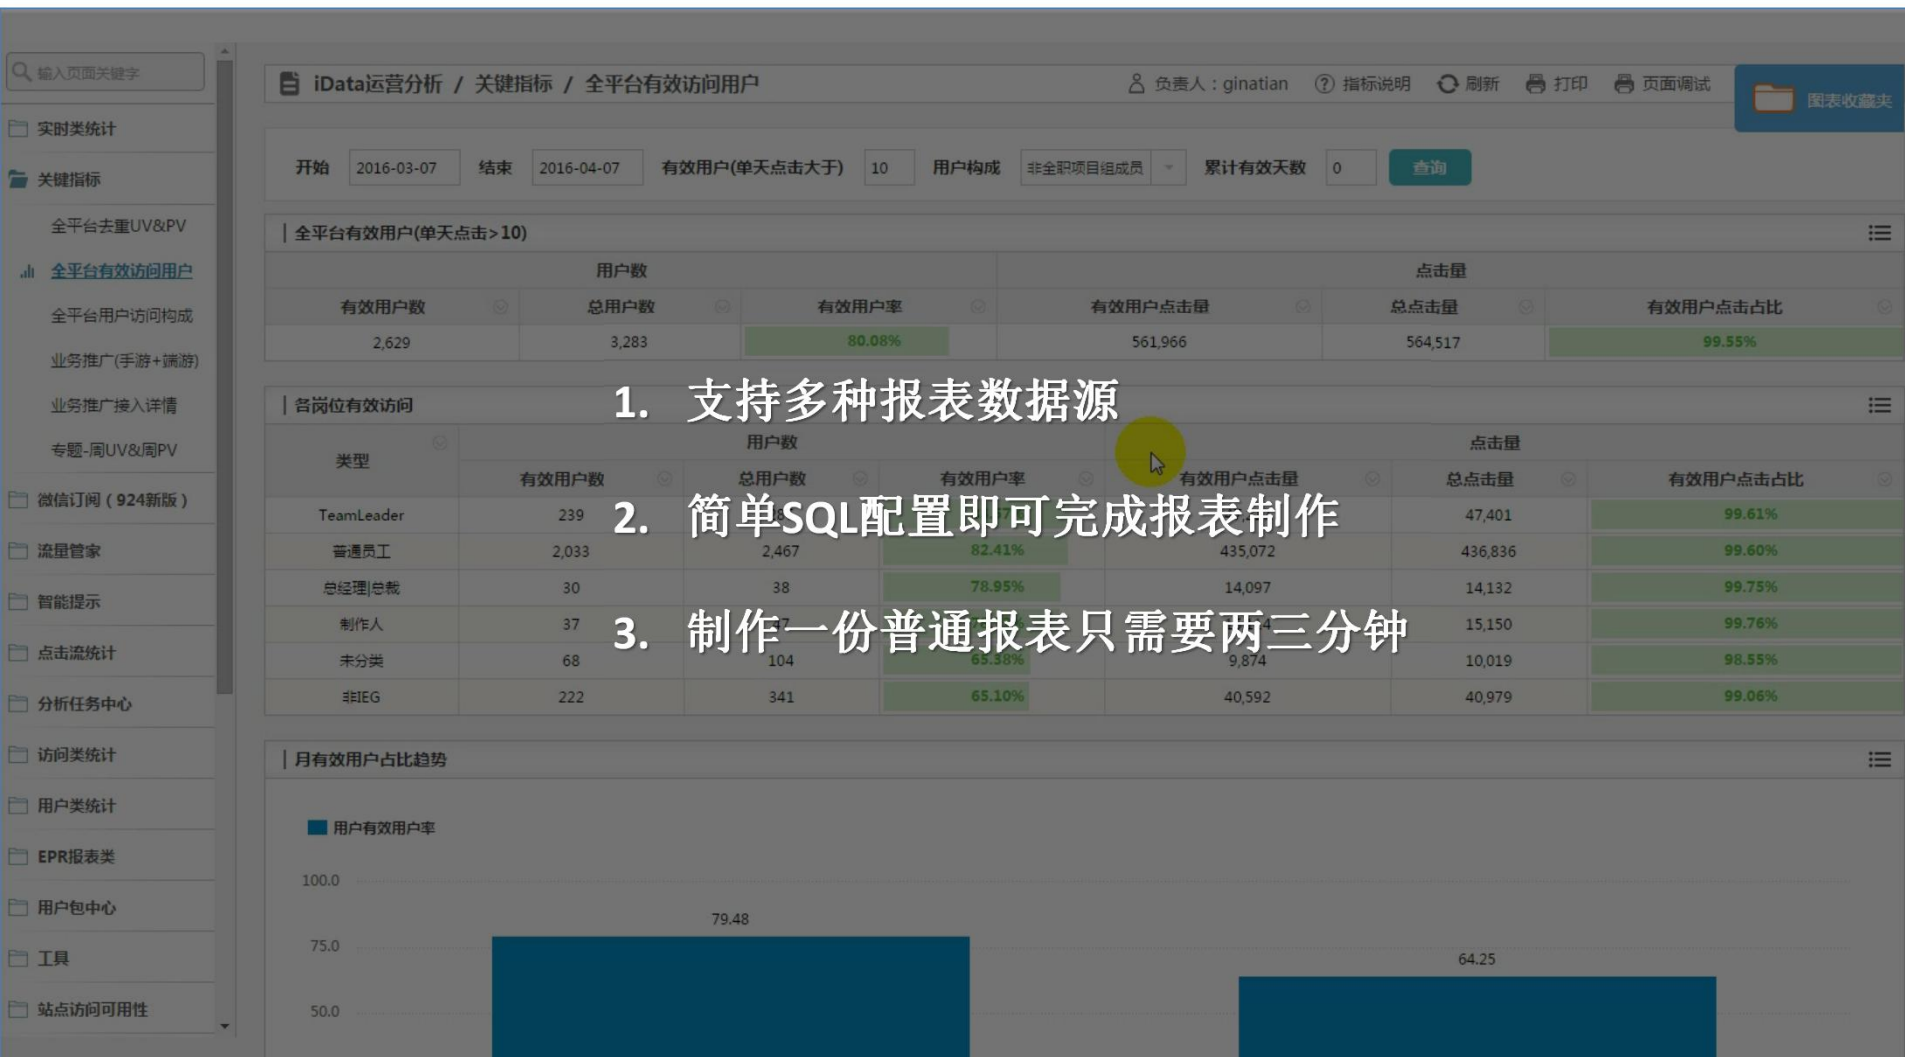 输入页面关键字
iData运营分析 / 关键指标 / 全平台有效访问用户
负责人：ginatian 指标说明 刷新 打印 页面调试
图表收藏夹
实时类统计
关键指标
全平台去重UV&PV
全平台有效访问用户
全平台用户访问构成
业务推广(手游+端游)
业务推广接入详情
专题-周UV&周PV
微信订阅（924新版）
流量管家
智能提示
点击流统计
分析任务中心
访问类统计
用户类统计
EPR报表类
用户包中心
工具
站点访问可用性
开始 2016-03-07 结束 2016-04-07 有效用户(单天点击大于) 10 用户构成 非全职项目组成员 累计有效天数 0 查询
全平台有效用户(单天点击>10)
用户数 点击量
有效用户数 总用户数 有效用户率 有效用户点击量 总点击量 有效用户点击占比
2,629 3,283 80.08% 561,966 564,517 99.55%
1. 支持多种报表数据源
各岗位有效访问
类型 用户数 点击量
有效用户数 总用户数 有效用户率 有效用户点击量 总点击量 有效用户点击占比
2. 简单SQL配置即可完成报表制作
TeamLeader 239 47,401 99.61%
普通员工 2,033 2,467 82.41% 435,072 436,836 99.60%
总经理|总裁 30 38 78.95% 14,097 14,132 99.75%
3. 制作一份普通报表只需要两三分钟
制作人 37 47 15,150 99.76%
未分类 68 104 65.38% 9,874 10,019 98.55%
非IEG 222 341 65.10% 40,592 40,979 99.06%
月有效用户占比趋势
用户有效用户率
100.0
79.48
75.0
64.25
50.0